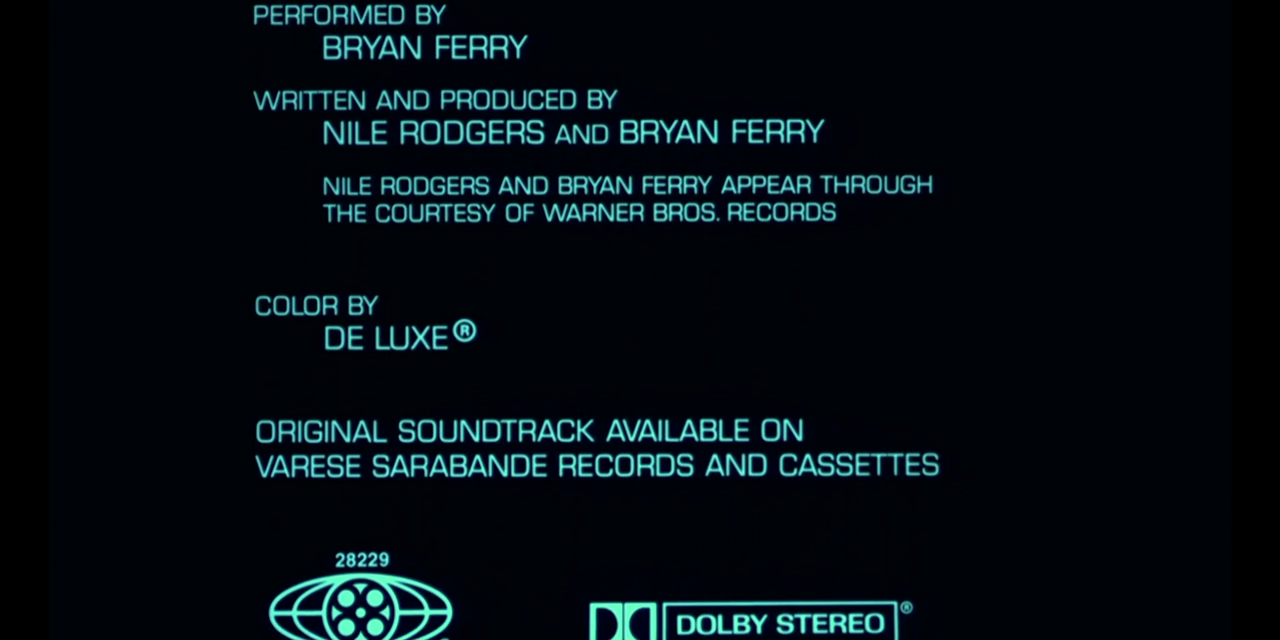 PERFORMED BY
BRYAN FERRY
WRITTEN AND PRODUCED BY
NILE RODGERS AND BRYAN FERRY
NILE RODGERS AND BRYAN FERRY APPEAR THROUGH
THE COURTESY OF WARNER BROS. RECORDS
COLOR BY
DE LUXE®
ORIGINAL SOUNDTRACK AVAILABLE ON
VARESE SARABANDE RECORDS AND CASSETTES
28229
DOLBY STEREO®